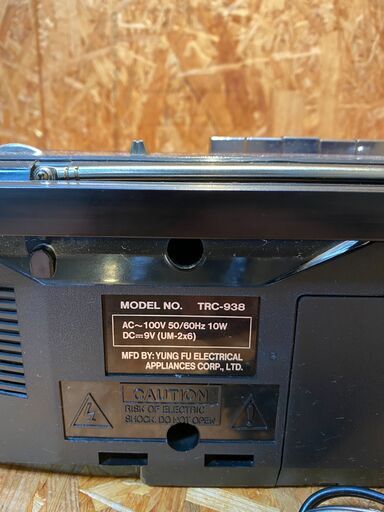 MODEL NO. TRC-938
AC～100V 50/60Hz 10W
DC⎓9V (UM-2x6)
MFD BY: YUNG FU ELECTRICAL
APPLIANCES CORP., LTD.
CAUTION
RISK OF ELECTRIC
SHOCK. DO NOT OPEN